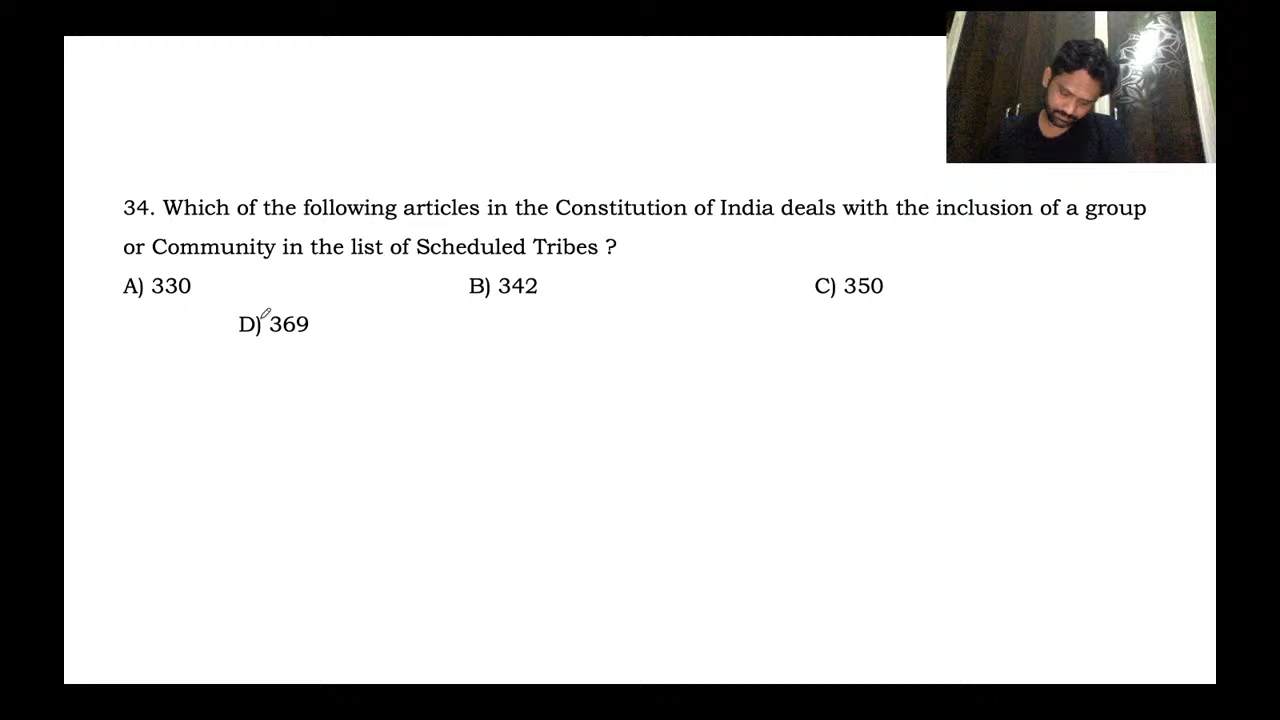 34. Which of the following articles in the Constitution of India deals with the inclusion of a group
or Community in the list of Scheduled Tribes ?
A) 330 B) 342 C) 350
D) 369